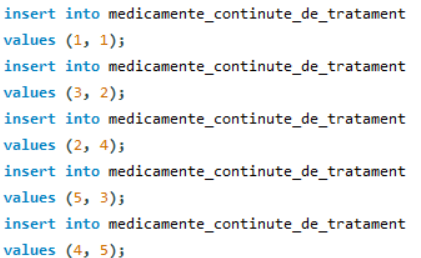 insert into medicamente_continute_de_tratament
values (1, 1);
insert into medicamente_continute_de_tratament
values (3, 2);
insert into medicamente_continute_de_tratament
values (2, 4);
insert into medicamente_continute_de_tratament
values (5, 3);
insert into medicamente_continute_de_tratament
values (4, 5);